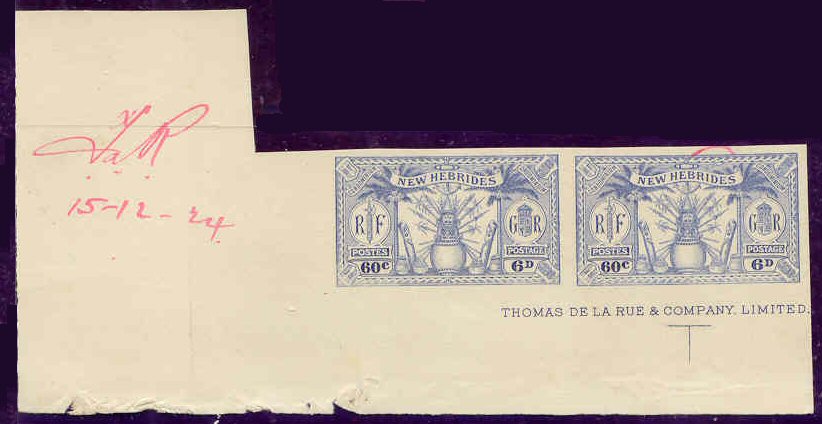 15-12-24
NEW HEBRIDES
R F
G R
POSTES
POSTAGE
60c
6D
NEW HEBRIDES
R F
G R
POSTES
POSTAGE
60c
6D
THOMAS DE LA RUE & COMPANY, LIMITED,